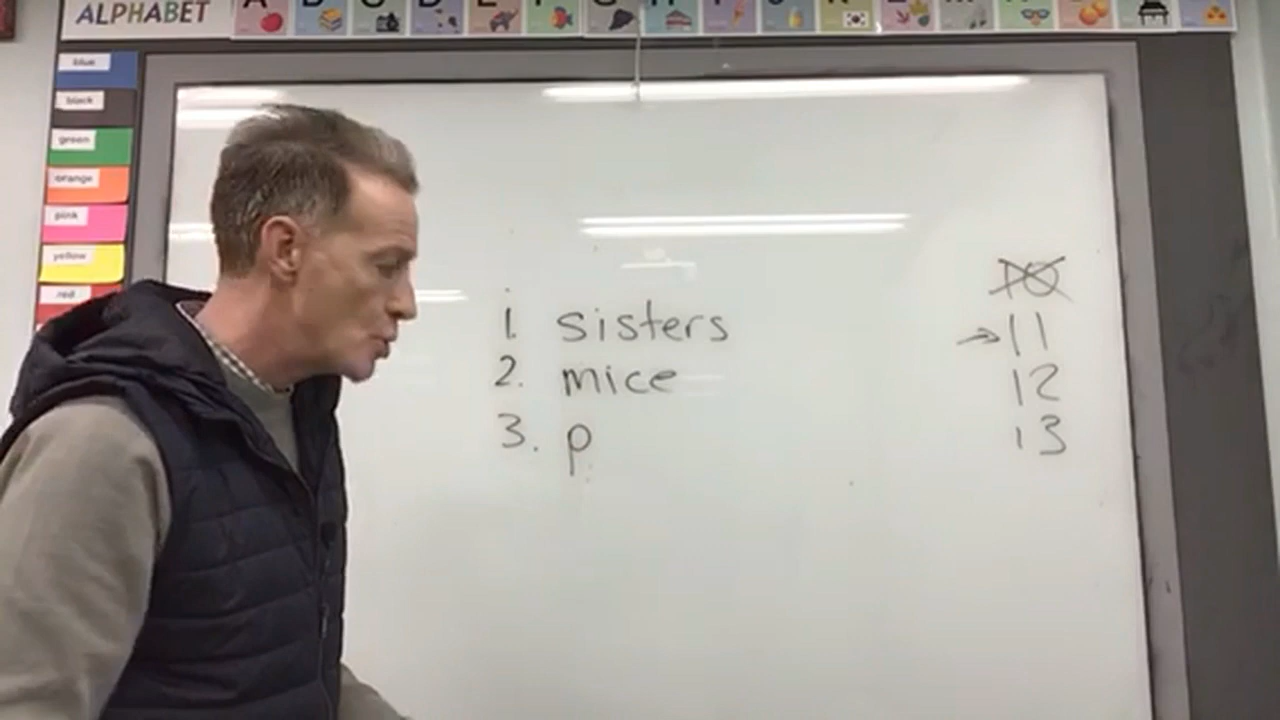 ALPHABET
A B C D E F G H I J K L M N
blue
black
green
orange
pink
yellow
red
1. sisters
2. mice
3. p
10
→11
12
13